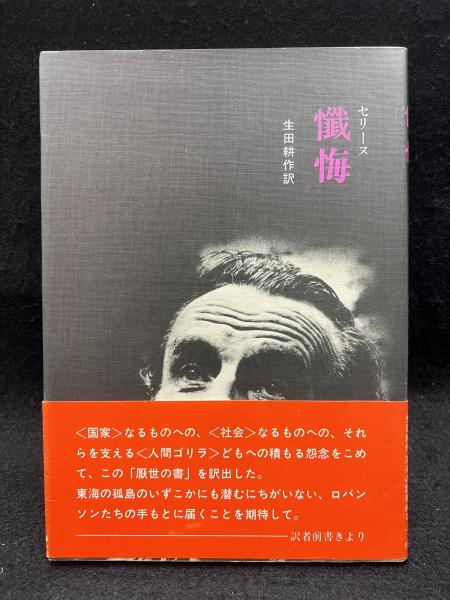 セリーヌ
懺悔
生田耕作訳
＜国家＞なるものへの、＜社会＞なるものへの、それ
らを支える＜人間ゴリラ＞どもへの積もる怨念をこめ
て、この「厭世の書」を訳出した。
東海の孤島のいずこかにも潜むにちがいない、ロバン
ソンたちの手もとに届くことを期待して。
――――訳者前書きより